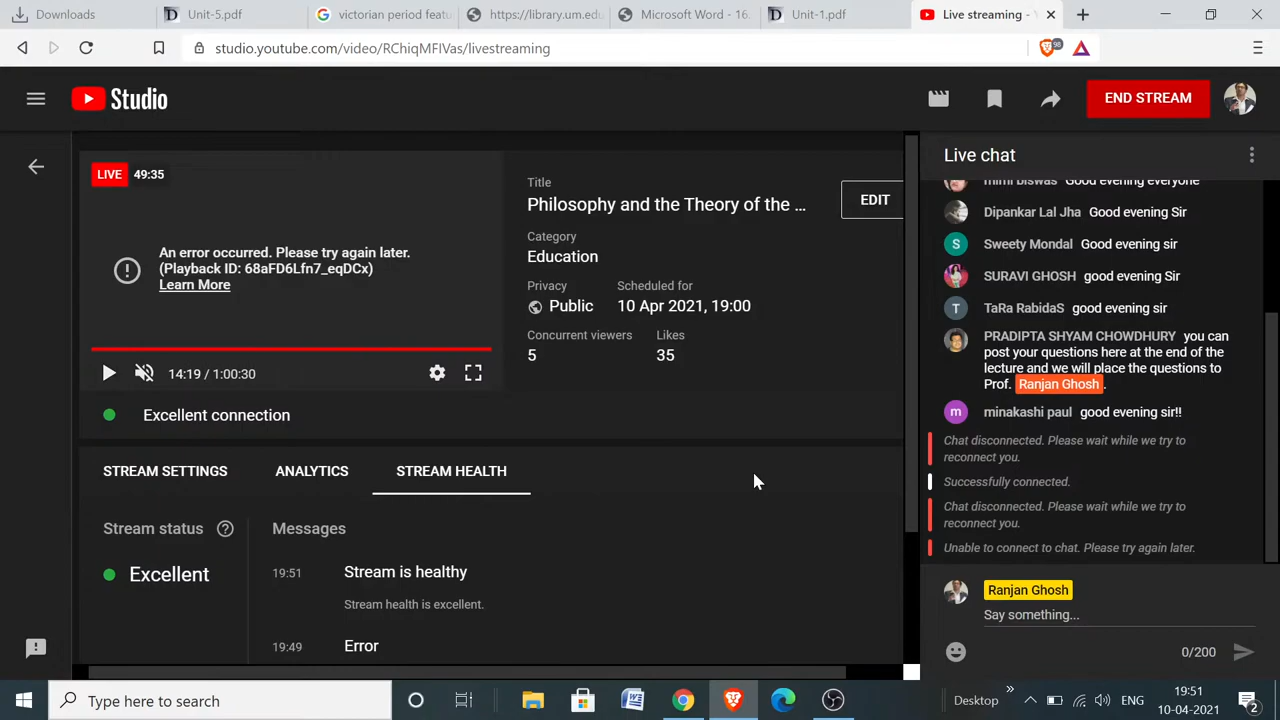 Downloads
Unit-5.pdf
victorian period featu
https://library.um.edu
Microsoft Word - 16.
Unit-1.pdf
Live streaming - Y
studio.youtube.com/video/RChiqMFIVas/livestreaming
98
Studio
END STREAM
LIVE 49:35
An error occurred. Please try again later.
(Playback ID: 68aFD6Lfn7_eqDCx)
Learn More
14:19 / 1:00:30
Excellent connection
Title
Philosophy and the Theory of the ...
EDIT
Category
Education
Privacy
Public
Scheduled for
10 Apr 2021, 19:00
Concurrent viewers
5
Likes
35
STREAM SETTINGS
ANALYTICS
STREAM HEALTH
Stream status
Excellent
Messages
19:51 Stream is healthy
Stream health is excellent.
19:49 Error
Live chat
mimi biswas Good evening everyone
Dipankar Lal Jha Good evening Sir
S Sweety Mondal Good evening sir
SURAVI GHOSH good evening Sir
T TaRa RabidaS good evening sir
PRADIPTA SHYAM CHOWDHURY you can
post your questions here at the end of the
lecture and we will place the questions to
Prof. Ranjan Ghosh.
m minakashi paul good evening sir!!
Chat disconnected. Please wait while we try to
reconnect you.
Successfully connected.
Chat disconnected. Please wait while we try to
reconnect you.
Unable to connect to chat. Please try again later.
Ranjan Ghosh
Say something...
0/200
Type here to search
Desktop
ENG
19:51
10-04-2021
2